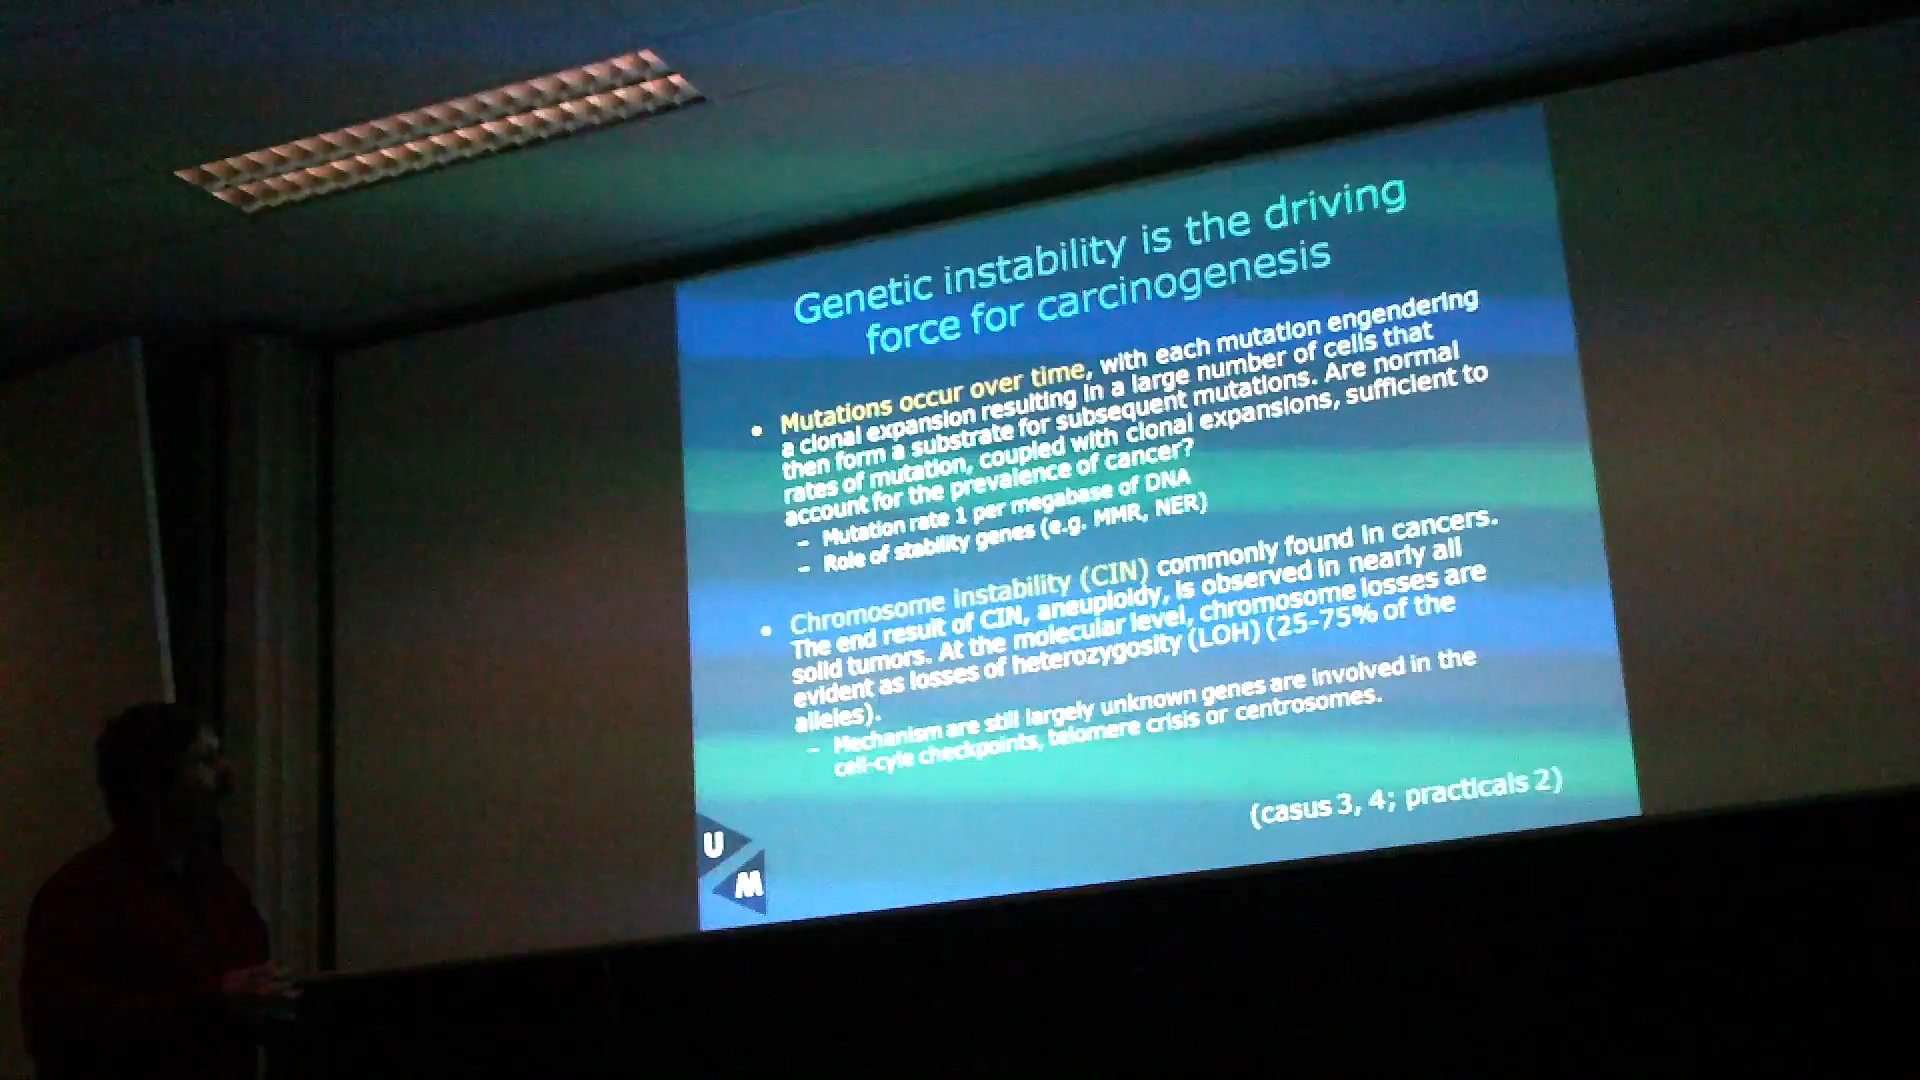 Genetic instability is the driving
force for carcinogenesis
• Mutations occur over time, with each mutation engendering
a clonal expansion resulting in a large number of cells that
then form a substrate for subsequent mutations. Are normal
rates of mutation, coupled with clonal expansions, sufficient to
account for the prevalence of cancer?
– Mutation rate 1 per megabase of DNA
– Role of stability genes (e.g. MMR, NER)
• Chromosome instability (CIN) commonly found in cancers.
The end result of CIN, aneuploidy, is observed in nearly all
solid tumors. At the molecular level, chromosome losses are
evident as losses of heterozygosity (LOH) (25-75% of the
alleles).
– Mechanism are still largely unknown genes are involved in the
cell-cyle checkpoints, telomere crisis or centrosomes.
(casus 3, 4; practicals 2)
U
M